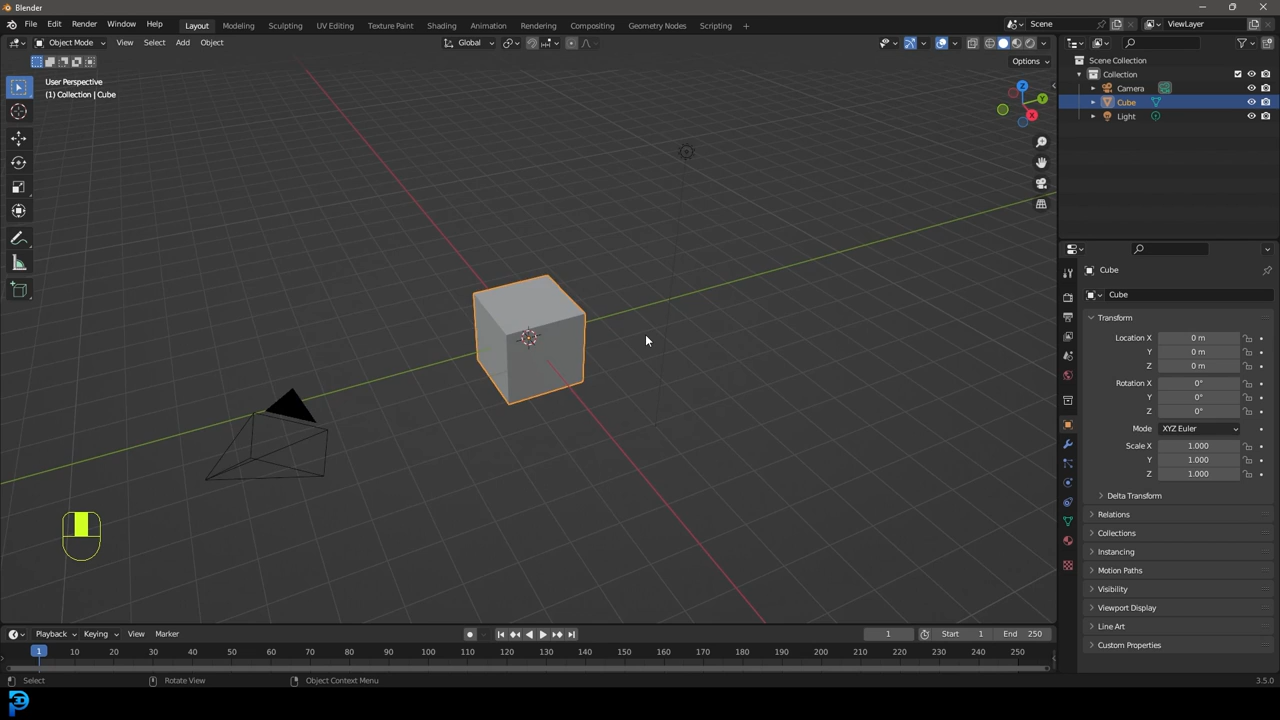 Blender
File Edit Render Window Help Layout Modeling Sculpting UV Editing Texture Paint Shading Animation Rendering Compositing Geometry Nodes Scripting + Scene ViewLayer
Object Mode View Select Add Object Global
Options
User Perspective
(1) Collection | Cube
Z
Y
X
Scene Collection
Collection
Camera
Cube
Light
Cube
Cube
Transform
Location X 0 m
Y 0 m
Z 0 m
Rotation X 0°
Y 0°
Z 0°
Mode XYZ Euler
Scale X 1.000
Y 1.000
Z 1.000
Delta Transform
Relations
Collections
Instancing
Motion Paths
Visibility
Viewport Display
Line Art
Custom Properties
Playback Keying View Marker 1 Start 1 End 250
1 10 20 30 40 50 60 70 80 90 100 110 120 130 140 150 160 170 180 190 200 210 220 230 240 250
Select Rotate View Object Context Menu 3.5.0